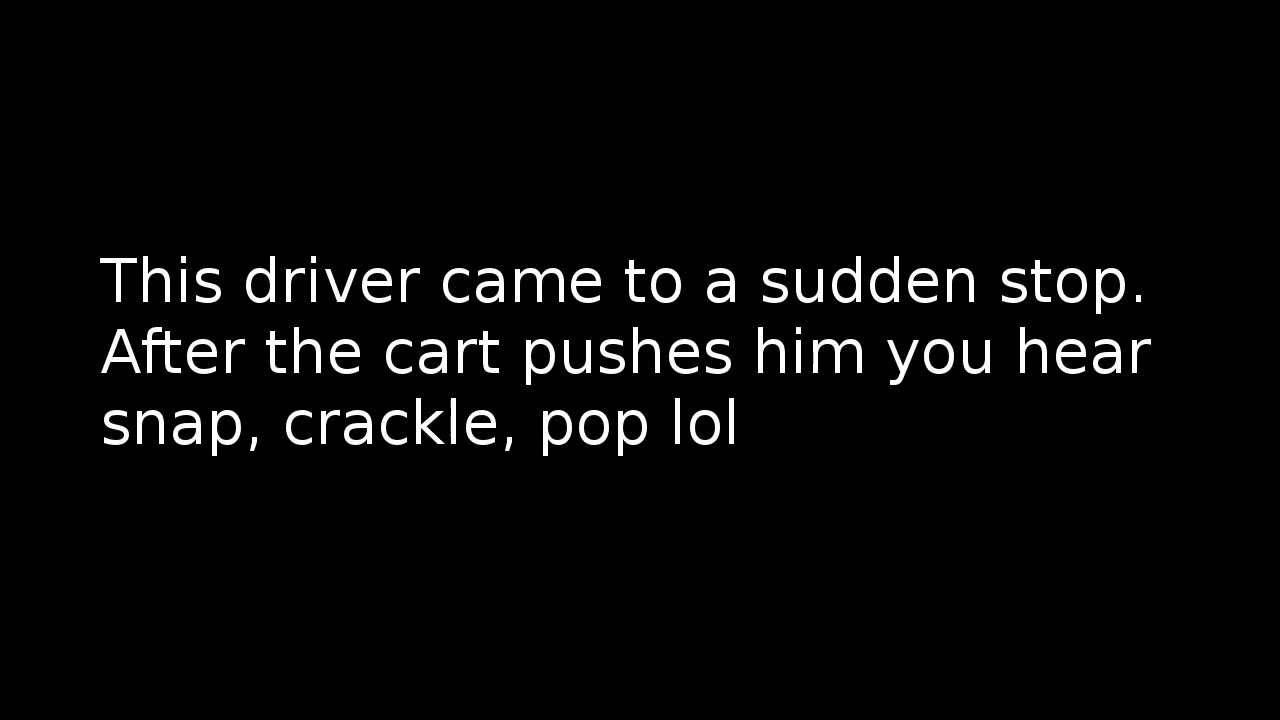 This driver came to a sudden stop.
After the cart pushes him you hear
snap, crackle, pop lol